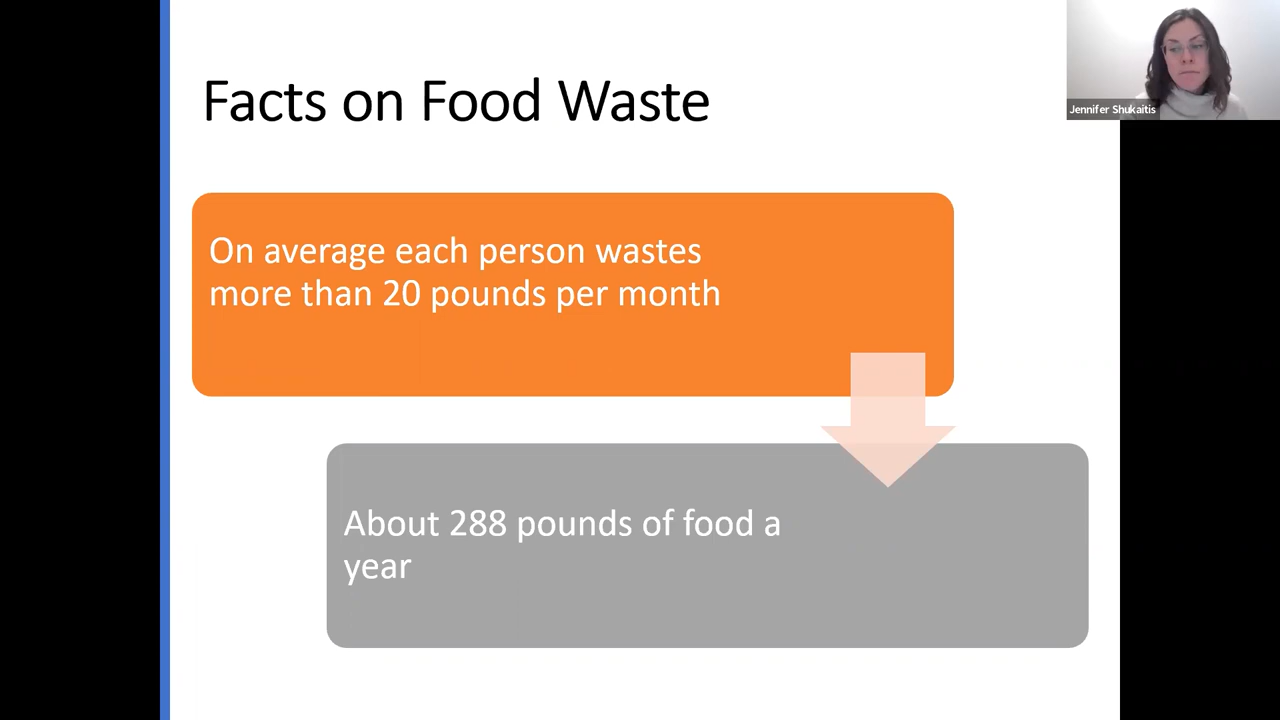 Facts on Food Waste
Jennifer Shukaitis
On average each person wastes
more than 20 pounds per month
About 288 pounds of food a
year